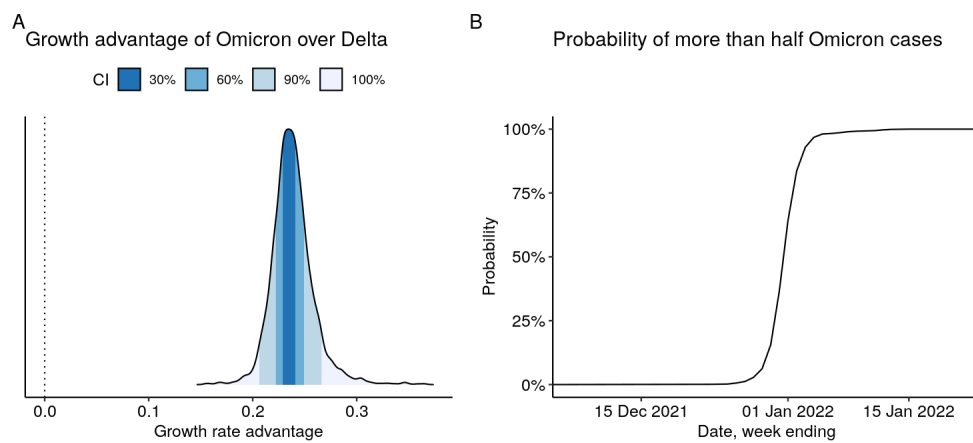 A
Growth advantage of Omicron over Delta
CI 30% 60% 90% 100%
0.0 0.1 0.2 0.3
Growth rate advantage
B
Probability of more than half Omicron cases
100%
75%
50%
25%
0%
Probability
15 Dec 2021 01 Jan 2022 15 Jan 2022
Date, week ending